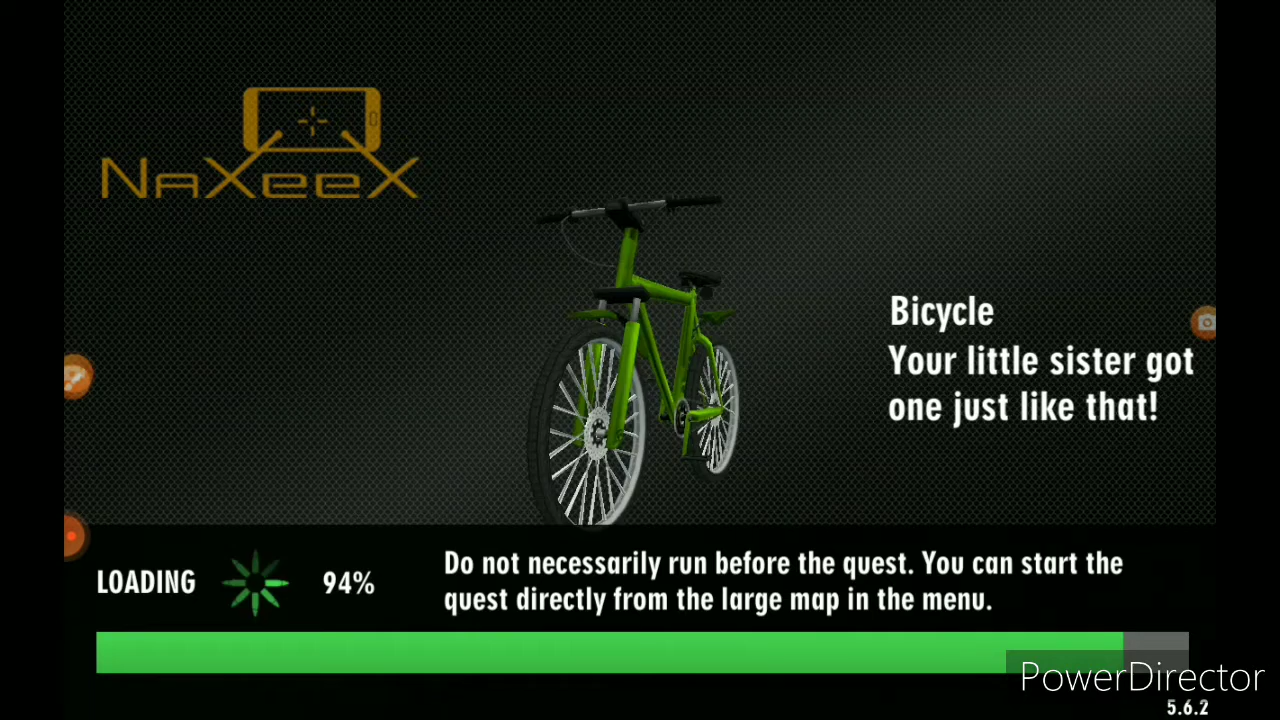 NAXEEX
Bicycle
Your little sister got
one just like that!
LOADING
94%
Do not necessarily run before the quest. You can start the
quest directly from the large map in the menu.
PowerDirector
5.6.2